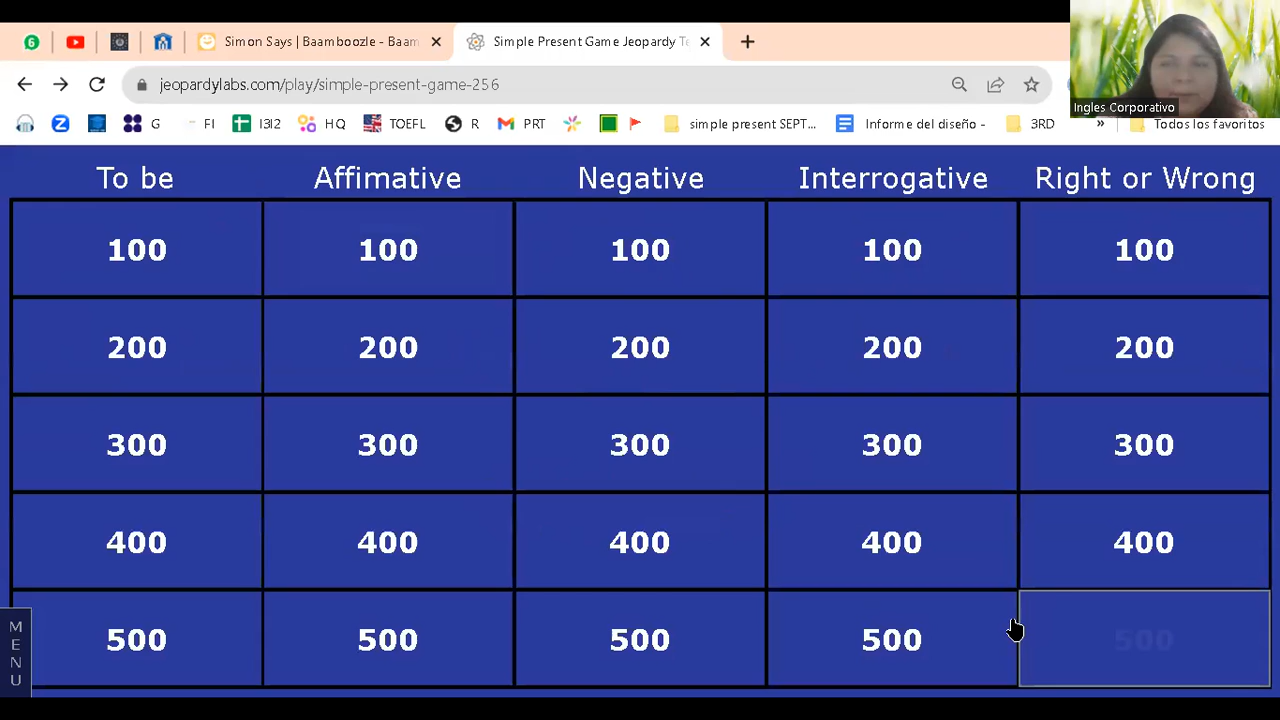 6
Simon Says | Baamboozle - Baam
Simple Present Game Jeopardy Te
jeopardylabs.com/play/simple-present-game-256
Ingles Corporativo
G
FI
I3I2
HQ
TOEFL
R
PRT
simple present SEPT...
Informe del diseño -
3RD
»
Todos los favoritos
To be Affimative Negative Interrogative Right or Wrong
100 100 100 100 100
200 200 200 200 200
300 300 300 300 300
400 400 400 400 400
500 500 500 500 500
MENU